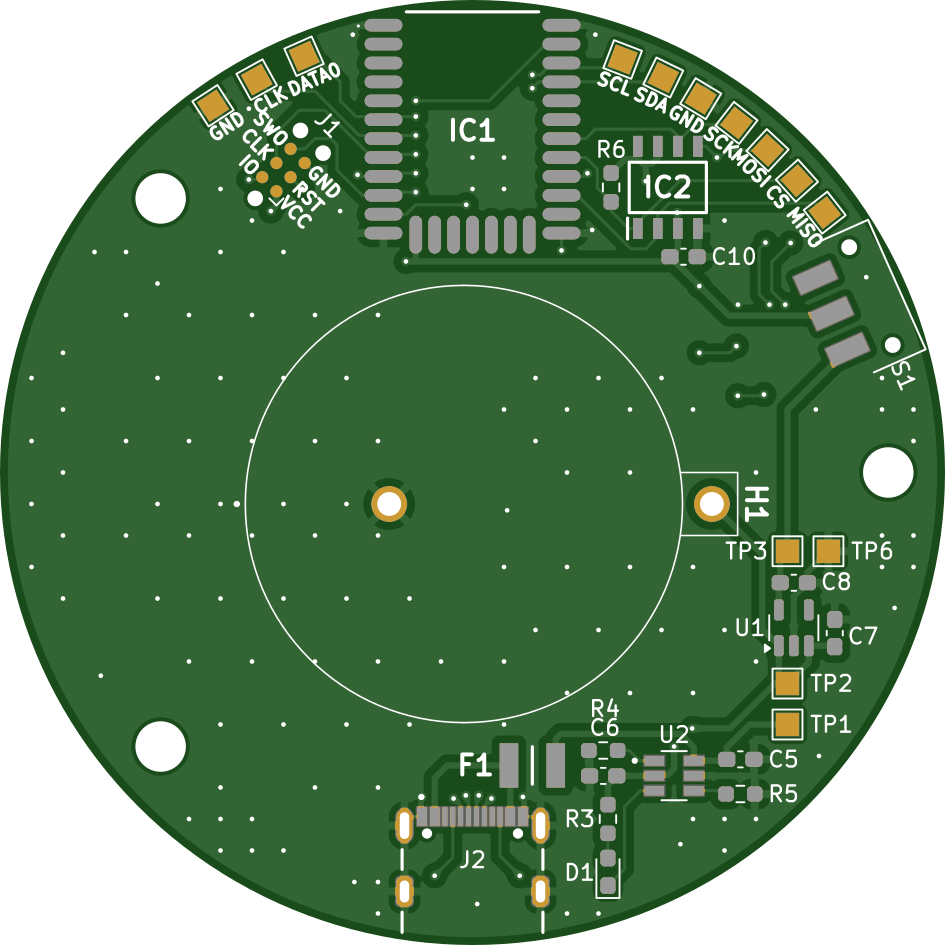 DATA0
CLK
GND
SWO
CLK
IO
J1
GND
RST
VCC
IC1
SCL
SDA
GND
SCK
MOSI
CS
MISO
R6
IC2
C10
S1
H1
TP3
TP6
C8
U1
C7
TP2
TP1
R4
C6
U2
F1
C5
R5
R3
J2
D1